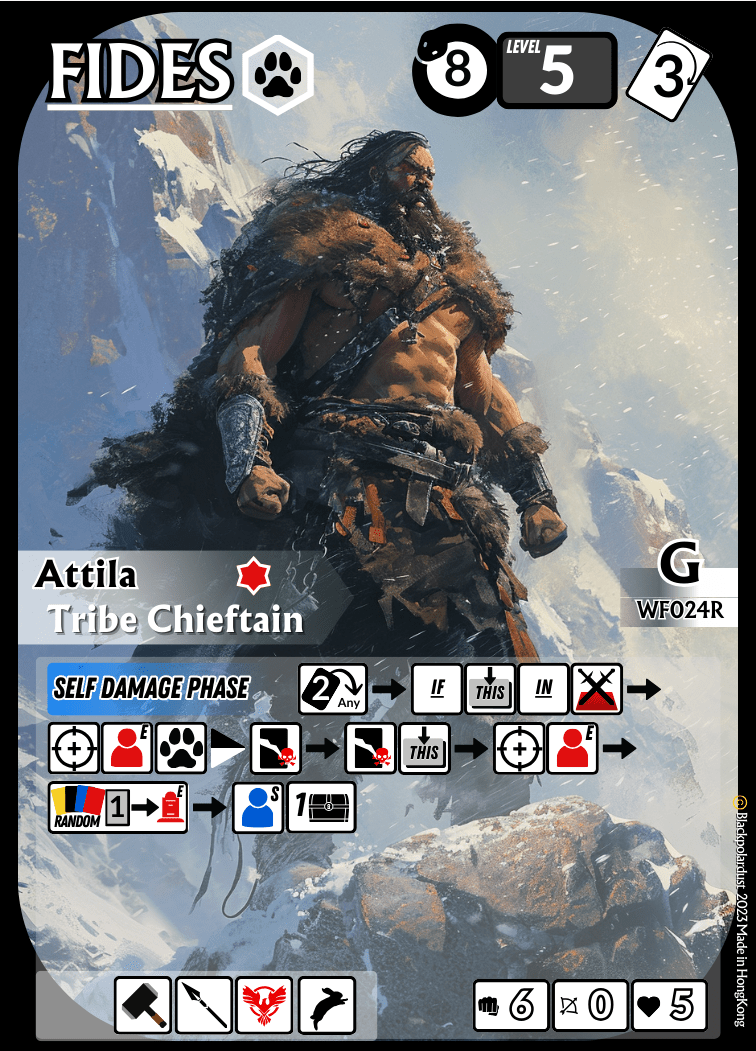 FIDES
8
LEVEL 5
3
Attila
Tribe Chieftain
G
WF024R
SELF DAMAGE PHASE 2 Any IF THIS IN
E THIS E
RANDOM 1 E S 1 3
6 0 5
© Blackpolardust 2023 Made in HongKong